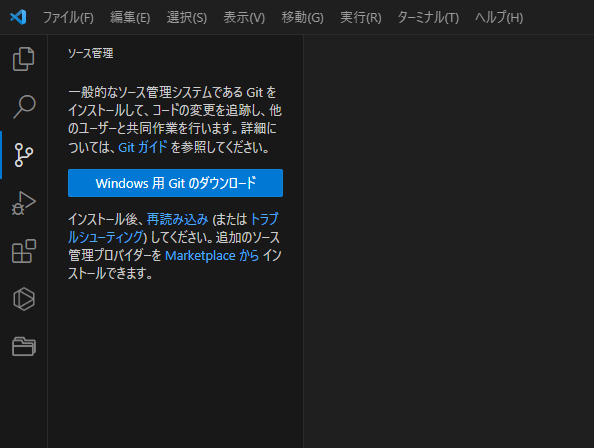 ファイル(F) 編集(E) 選択(S) 表示(V) 移動(G) 実行(R) ターミナル(T) ヘルプ(H)
ソース管理
一般的なソース管理システムである Git を
インストールして、コードの変更を追跡し、他
のユーザーと共同作業を行います。詳細に
ついては、Git ガイド を参照してください。
Windows 用 Git のダウンロード
インストール後、再読み込み (または トラブ
ルシューティング) してください。追加のソース
管理プロバイダーを Marketplace から イン
ストールできます。